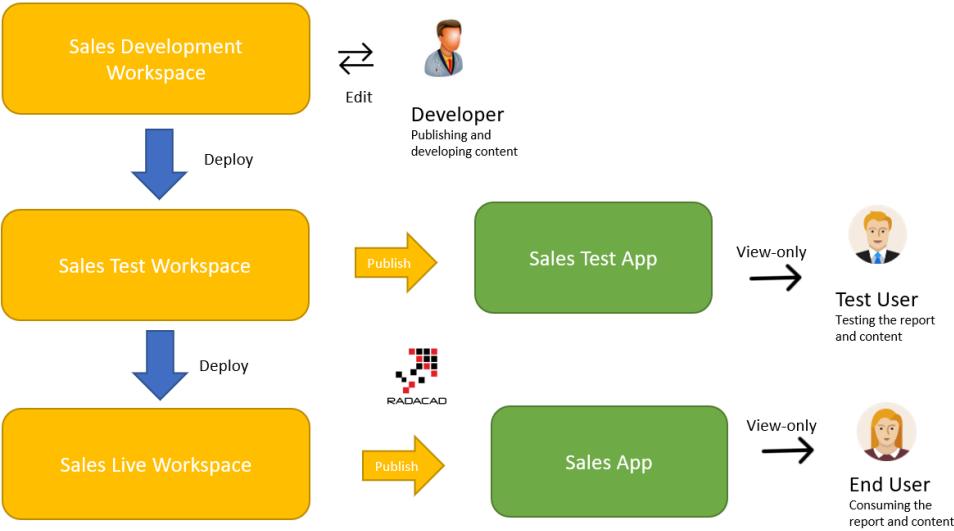 Sales Development
Workspace
Edit
Developer
Publishing and
developing content
Deploy
Sales Test Workspace
Publish
Sales Test App
View-only
Test User
Testing the report
and content
Deploy
RADACAD
Sales Live Workspace
Publish
Sales App
View-only
End User
Consuming the
report and content